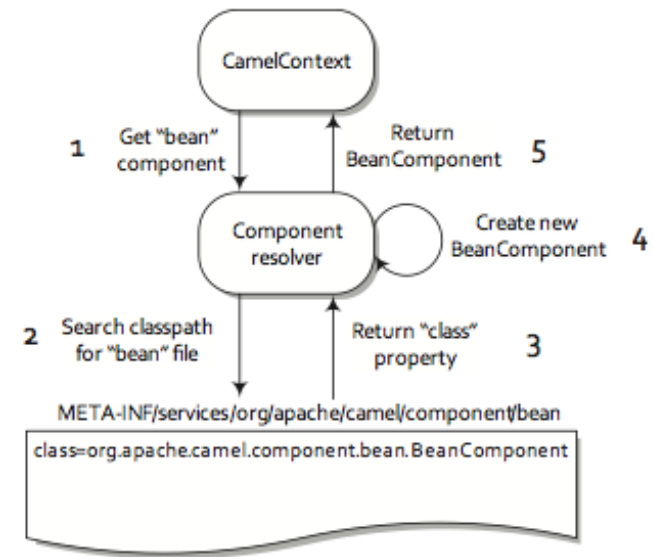 CamelContext
1
Get "bean"
component
Return
BeanComponent
5
Component
resolver
Create new
BeanComponent
4
2
Search classpath
for "bean" file
Return "class"
property
3
META-INF/services/org/apache/camel/component/bean
class=org.apache.camel.component.bean.BeanComponent